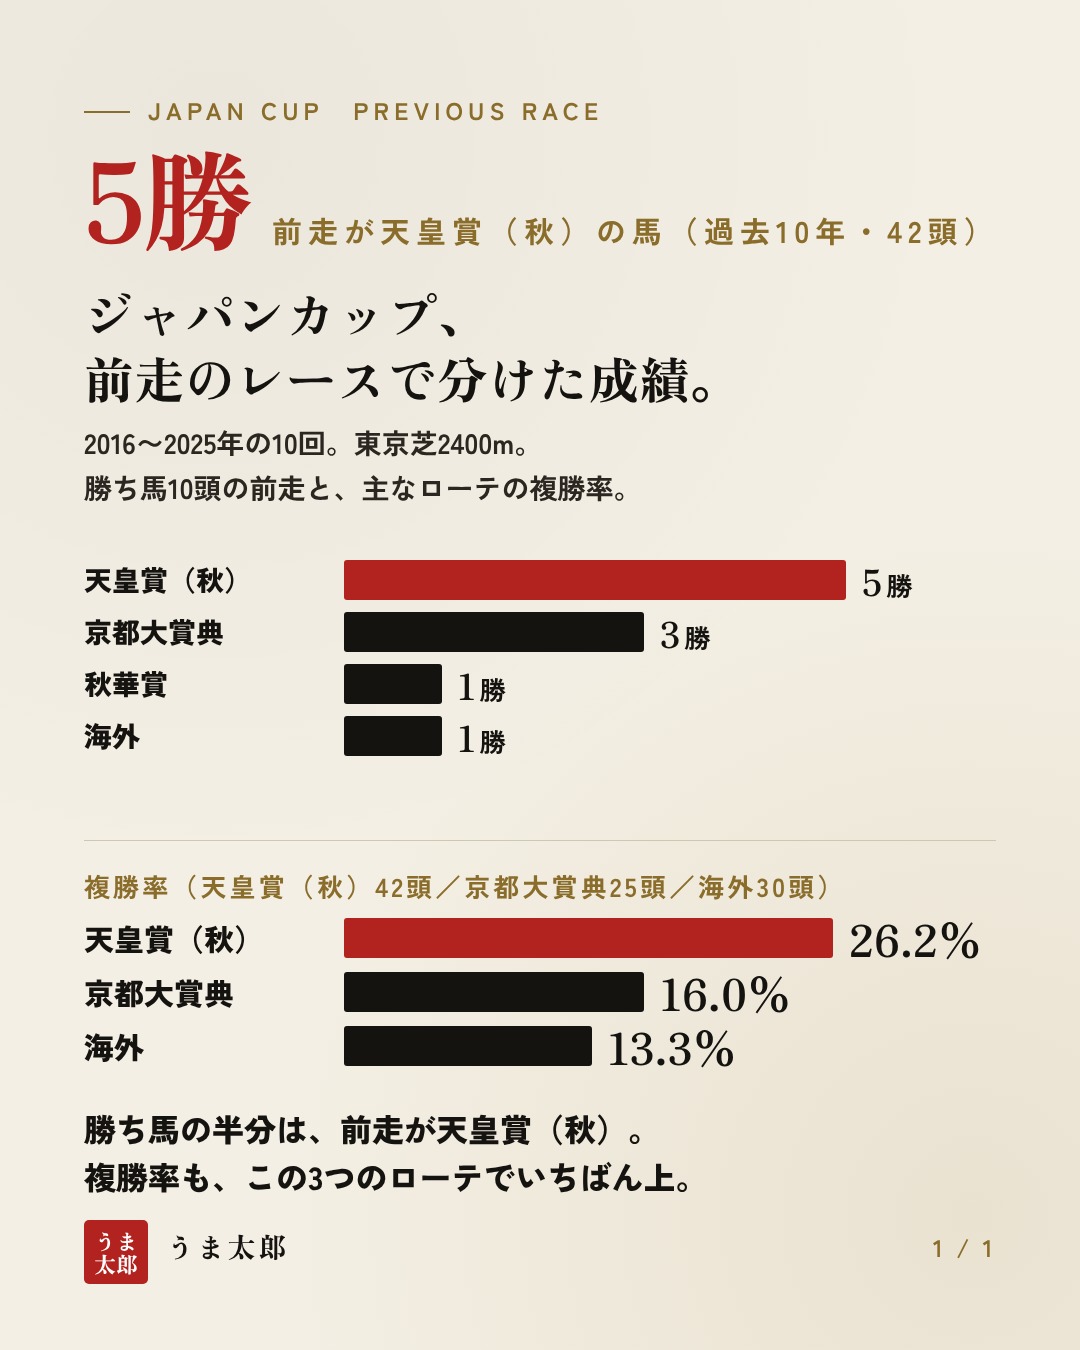 JAPAN CUP PREVIOUS RACE
5勝 前走が天皇賞（秋）の馬（過去10年・42頭）
ジャパンカップ、
前走のレースで分けた成績。
2016〜2025年の10回。東京芝2400m。
勝ち馬10頭の前走と、主なローテの複勝率。
天皇賞（秋） 5勝
京都大賞典 3勝
秋華賞 1勝
海外 1勝
複勝率（天皇賞（秋）42頭／京都大賞典25頭／海外30頭）
天皇賞（秋） 26.2%
京都大賞典 16.0%
海外 13.3%
勝ち馬の半分は、前走が天皇賞（秋）。
複勝率も、この3つのローテでいちばん上。
うま
太郎
うま太郎
1 / 1